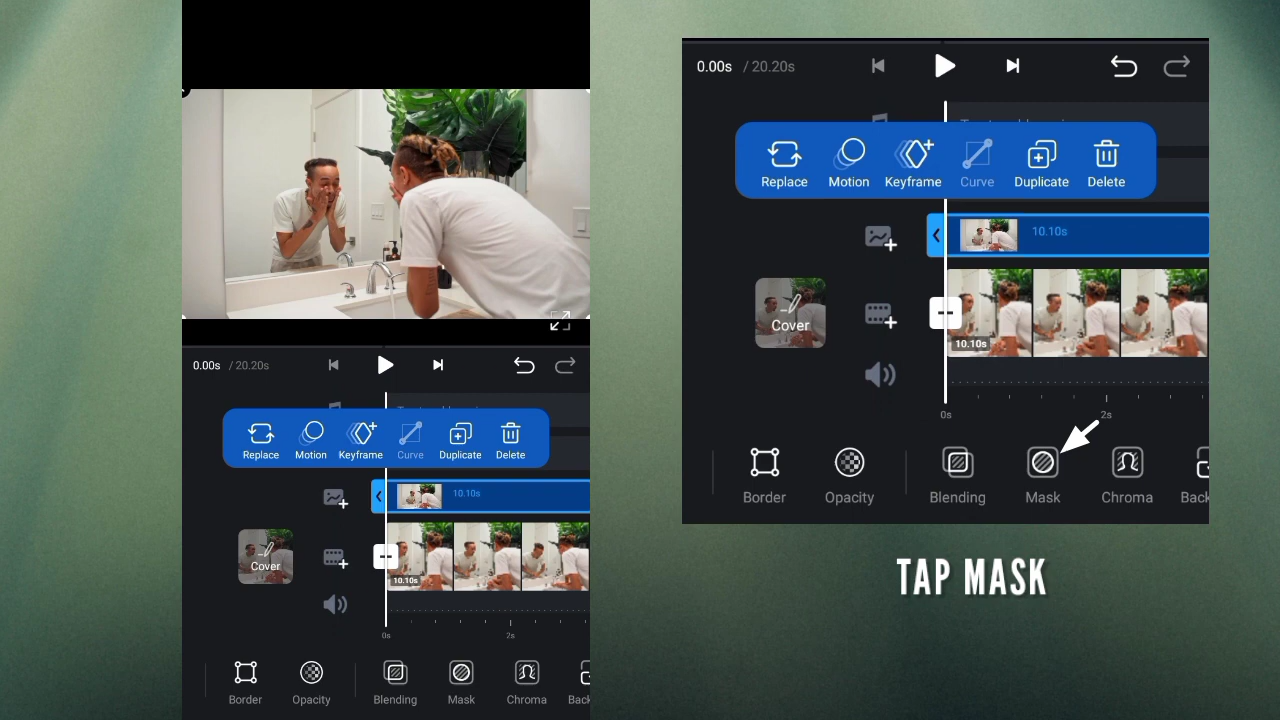 0.00s / 20.20s
Replace Motion Keyframe Curve Duplicate Delete
10.10s
Cover
10.10s
0s 2s
Border Opacity Blending Mask Chroma Back
0.00s / 20.20s
Replace Motion Keyframe Curve Duplicate Delete
10.10s
Cover
10.10s
0s 2s
Border Opacity Blending Mask Chroma Back
TAP MASK